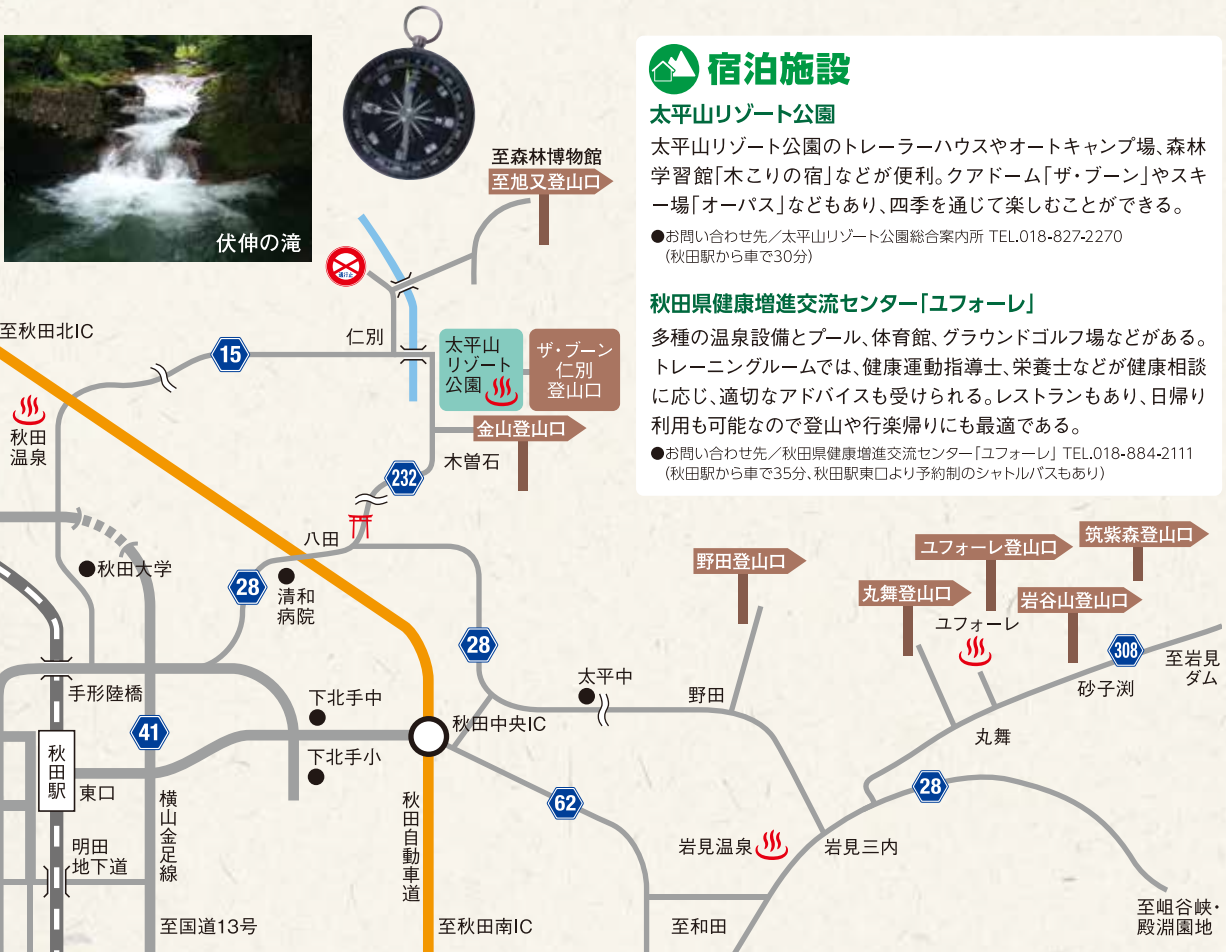 伏伸の滝
宿泊施設
太平山リゾート公園
太平山リゾート公園のトレーラーハウスやオートキャンプ場、森林
学習館「木こりの宿」などが便利。クアドーム「ザ・ブーン」やスキ
ー場「オーパス」などもあり、四季を通じて楽しむことができる。
●お問い合わせ先／太平山リゾート公園総合案内所 TEL.018-827-2270
(秋田駅から車で30分)
秋田県健康増進交流センター「ユフォーレ」
多種の温泉設備とプール、体育館、グラウンドゴルフ場などがある。
トレーニングルームでは、健康運動指導士、栄養士などが健康相談
に応じ、適切なアドバイスも受けられる。レストランもあり、日帰り
利用も可能なので登山や行楽帰りにも最適である。
●お問い合わせ先／秋田県健康増進交流センター「ユフォーレ」 TEL.018-884-2111
(秋田駅から車で35分、秋田駅東口より予約制のシャトルバスもあり)
至森林博物館
至旭又登山口
至秋田北IC
15
仁別
太平山
リゾート
公園
ザ・ブーン
仁別
登山口
秋田
温泉
金山登山口
木曽石
232
八田
秋田大学
28
清和
病院
28
野田登山口
ユフォーレ登山口
筑紫森登山口
丸舞登山口
岩谷山登山口
ユフォーレ
308
至岩見
ダム
砂子渕
手形陸橋
下北手中
太平中
野田
秋田中央IC
丸舞
41
秋田駅
東口
下北手小
28
62
横山金足線
秋田自動車道
明田
地下道
岩見温泉
岩見三内
至国道13号
至秋田南IC
至和田
至岨谷峡・
殿淵園地